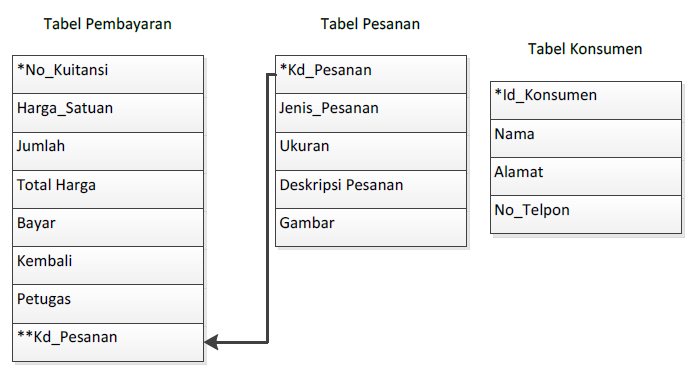 Tabel Pembayaran
*No_Kuitansi
Harga_Satuan
Jumlah
Total Harga
Bayar
Kembali
Petugas
**Kd_Pesanan
Tabel Pesanan
*Kd_Pesanan
Jenis_Pesanan
Ukuran
Deskripsi Pesanan
Gambar
Tabel Konsumen
*Id_Konsumen
Nama
Alamat
No_Telpon